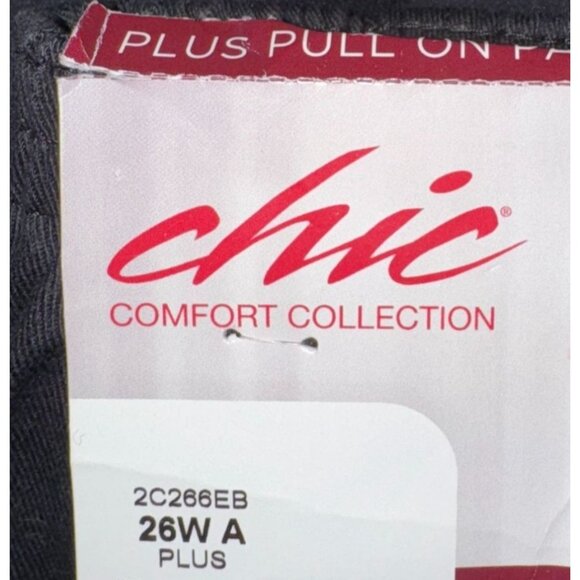 PLUS PULL ON PA
chic®
COMFORT COLLECTION
2C266EB
26W A
PLUS